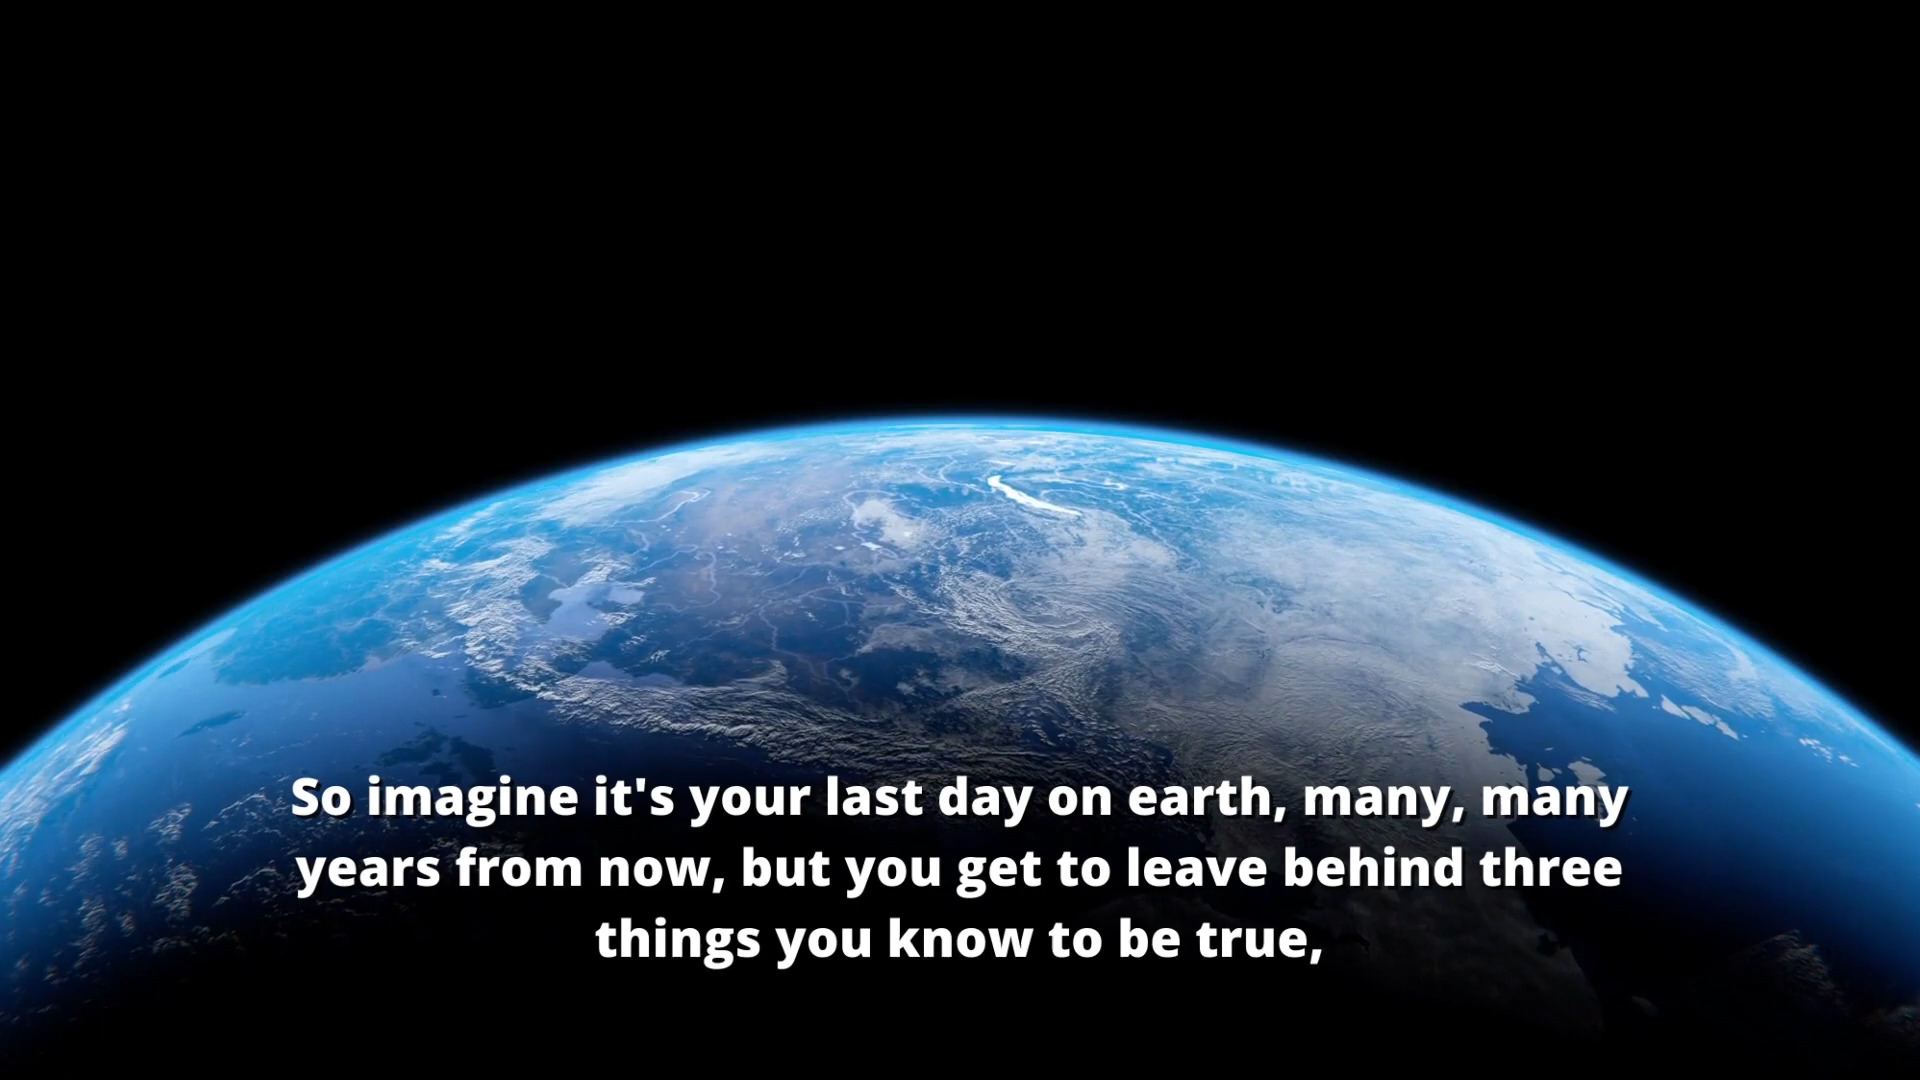 So imagine it's your last day on earth, many, many
years from now, but you get to leave behind three
things you know to be true,